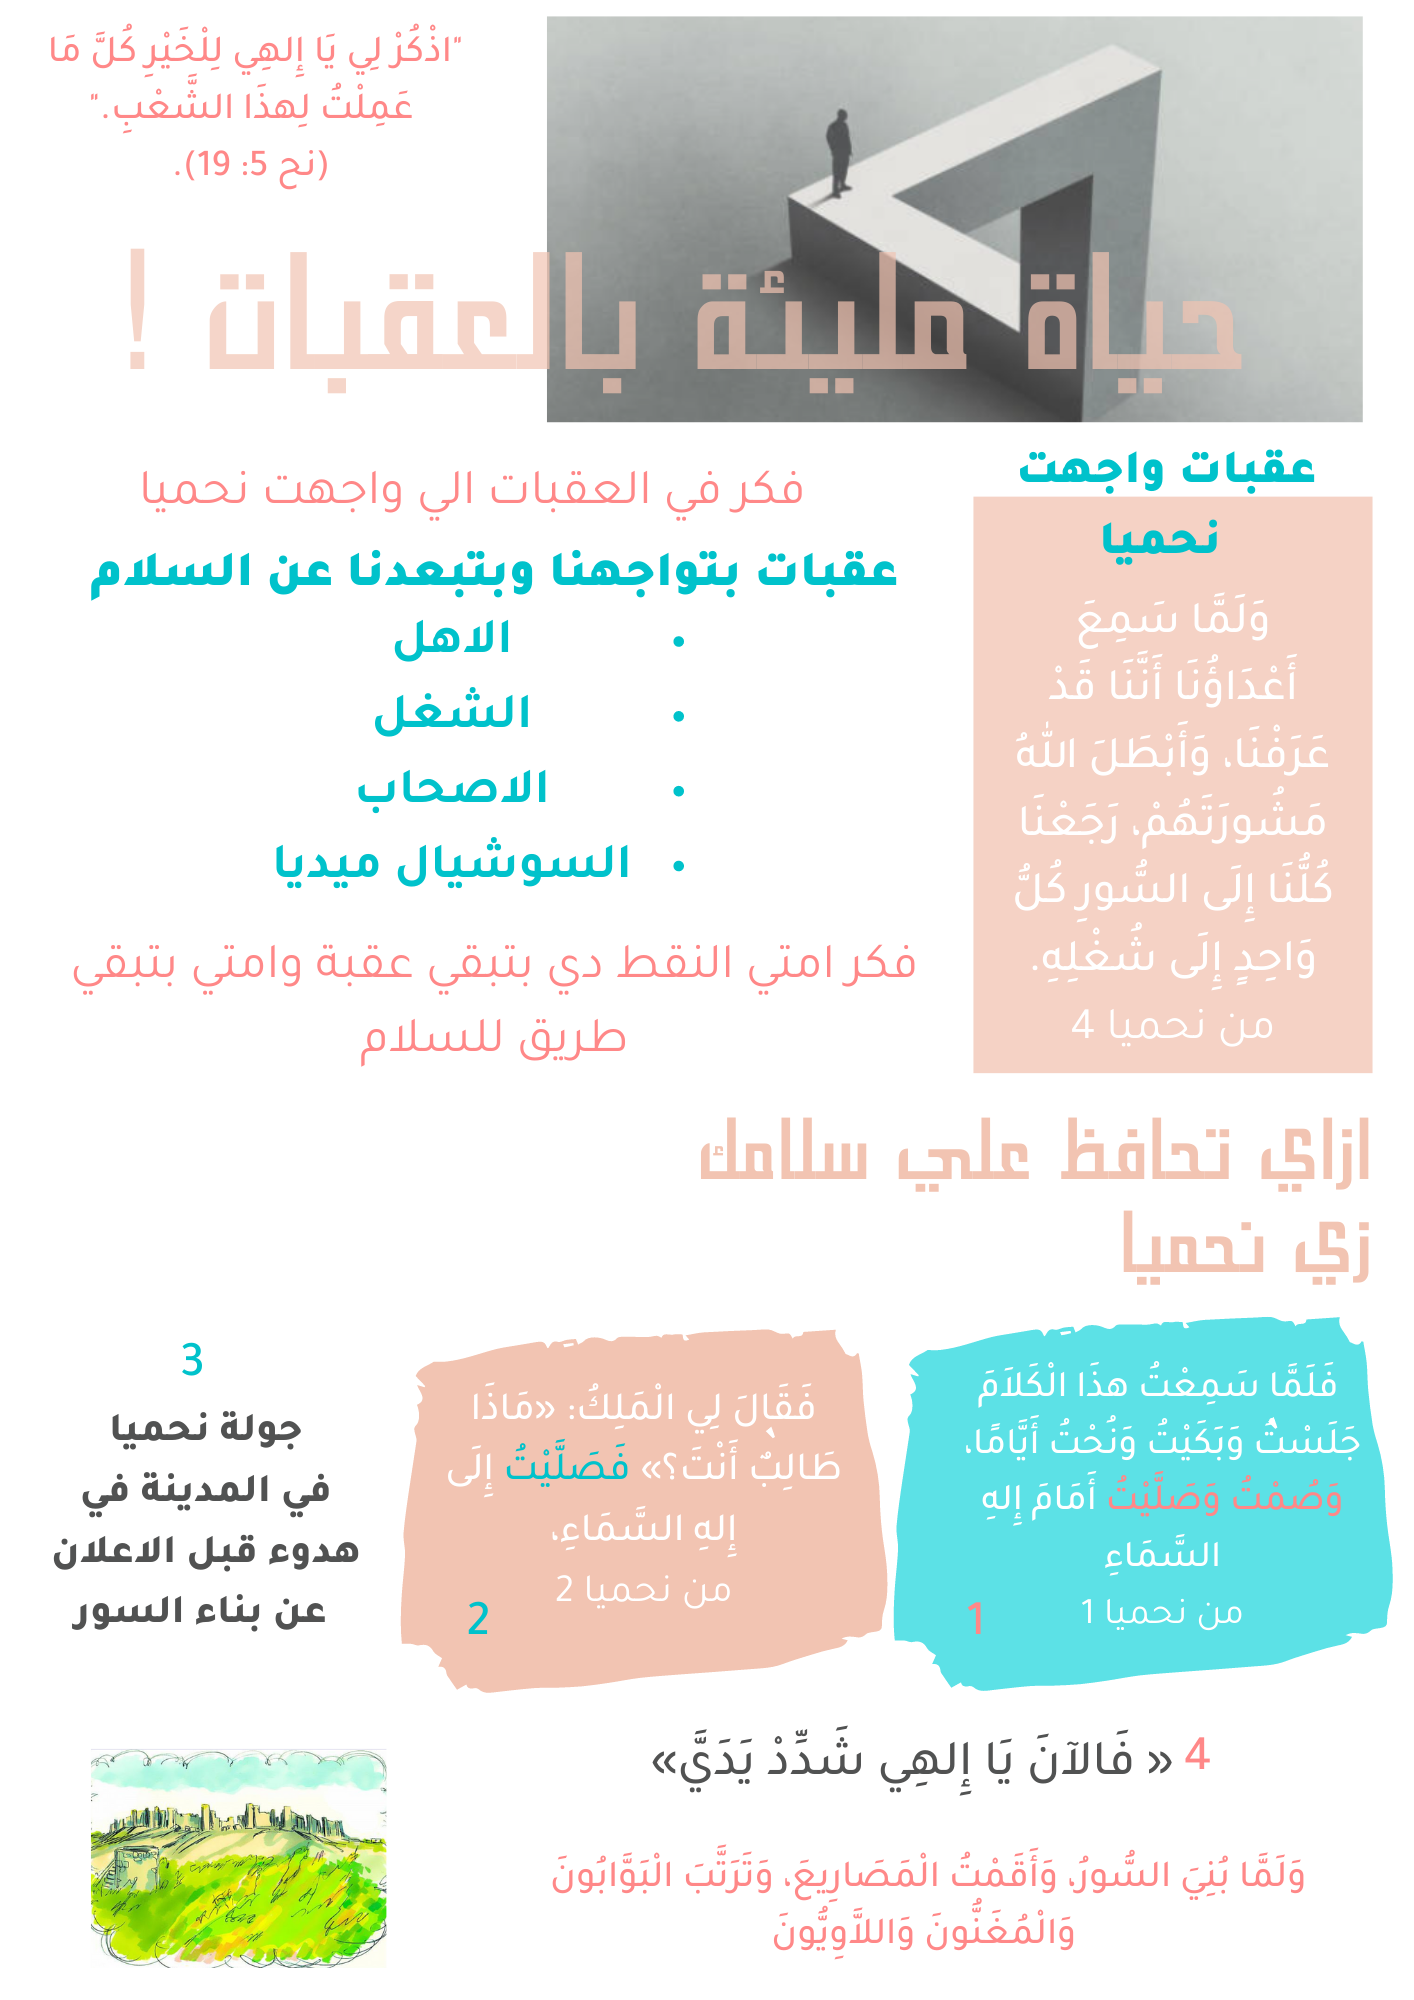 "اذْكُرْ لِي يَا إِلهِي لِلْخَيْرِ كُلَّ مَا
عَمِلْتُ لِهذَا الشَّعْبِ."
(نح 5: 19).
حياة مليئة بالعقبات !
عقبات واجهت
نحميا
وَلَمَّا سَمِعَ
أَعْدَاؤُنَا أَنَّنَا قَدْ
عَرَفْنَا، وَأَبْطَلَ اللهُ
مَشُورَتَهُمْ، رَجَعْنَا
كُلُّنَا إِلَى السُّورِ كُلُّ
وَاحِدٍ إِلَى شُغْلِهِ.
من نحميا 4
فكر في العقبات الي واجهت نحميا
عقبات بتواجهنا وبتبعدنا عن السلام
• الاهل
• الشغل
• الاصحاب
• السوشيال ميديا
فكر امتي النقط دي بتبقي عقبة وامتي بتبقي
طريق للسلام
ازاي تحافظ علي سلامك
زي نحميا
فَلَمَّا سَمِعْتُ هذَا الْكَلاَمَ
جَلَسْتُ وَبَكَيْتُ وَنُحْتُ أَيَّامًا،
وَصُمْتُ وَصَلَّيْتُ أَمَامَ إِلهِ
السَّمَاءِ
من نحميا 1
1
فَقَالَ لِي الْمَلِكُ: «مَاذَا
طَالِبٌ أَنْتَ؟» فَصَلَّيْتُ إِلَى
إِلهِ السَّمَاءِ،
من نحميا 2
2
3
جولة نحميا
في المدينة في
هدوء قبل الاعلان
عن بناء السور
4 « فَالآنَ يَا إِلهِي شَدِّدْ يَدَيَّ»
وَلَمَّا بُنِيَ السُّورُ، وَأَقَمْتُ الْمَصَارِيعَ، وَتَرَتَّبَ الْبَوَّابُونَ
وَالْمُغَنُّونَ وَاللاَّوِيُّونَ